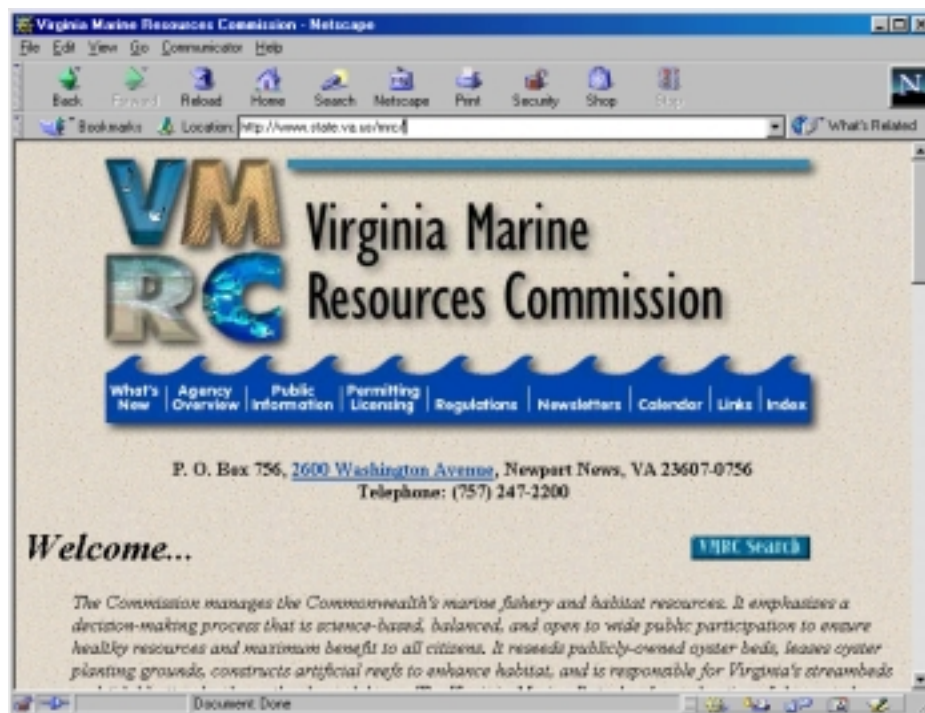 Virginia Marine Resources Commission - Netscape
File Edit View Go Communicator Help
Back Forward Reload Home Search Netscape Print Security Shop Stop
Bookmarks Location: http://www.state.va.us/mrc/
What's Related
N
VM
RC
Virginia Marine
Resources Commission
What's New | Agency Overview | Public Information | Permitting Licensing | Regulations | Newsletters | Calendar | Links | Index
P. O. Box 756, 2600 Washington Avenue, Newport News, VA 23607-0756
Telephone: (757) 247-2200
Welcome...
VMRC Search
The Commission manages the Commonwealth's marine fishery and habitat resources. It emphasizes a
decision-making process that is science-based, balanced, and open to wide public participation to ensure
healthy resources and maximum benefit to all citizens. It reseeds publicly-owned oyster beds, leases oyster
planting grounds, constructs artificial reefs to enhance habitat, and is responsible for Virginia's streambeds
Document: Done